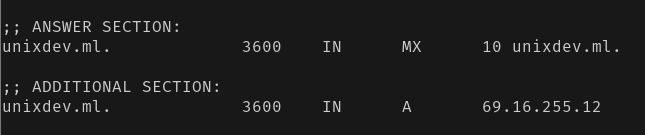 ;; ANSWER SECTION:
unixdev.ml. 3600 IN MX 10 unixdev.ml.
;; ADDITIONAL SECTION:
unixdev.ml. 3600 IN A 69.16.255.12